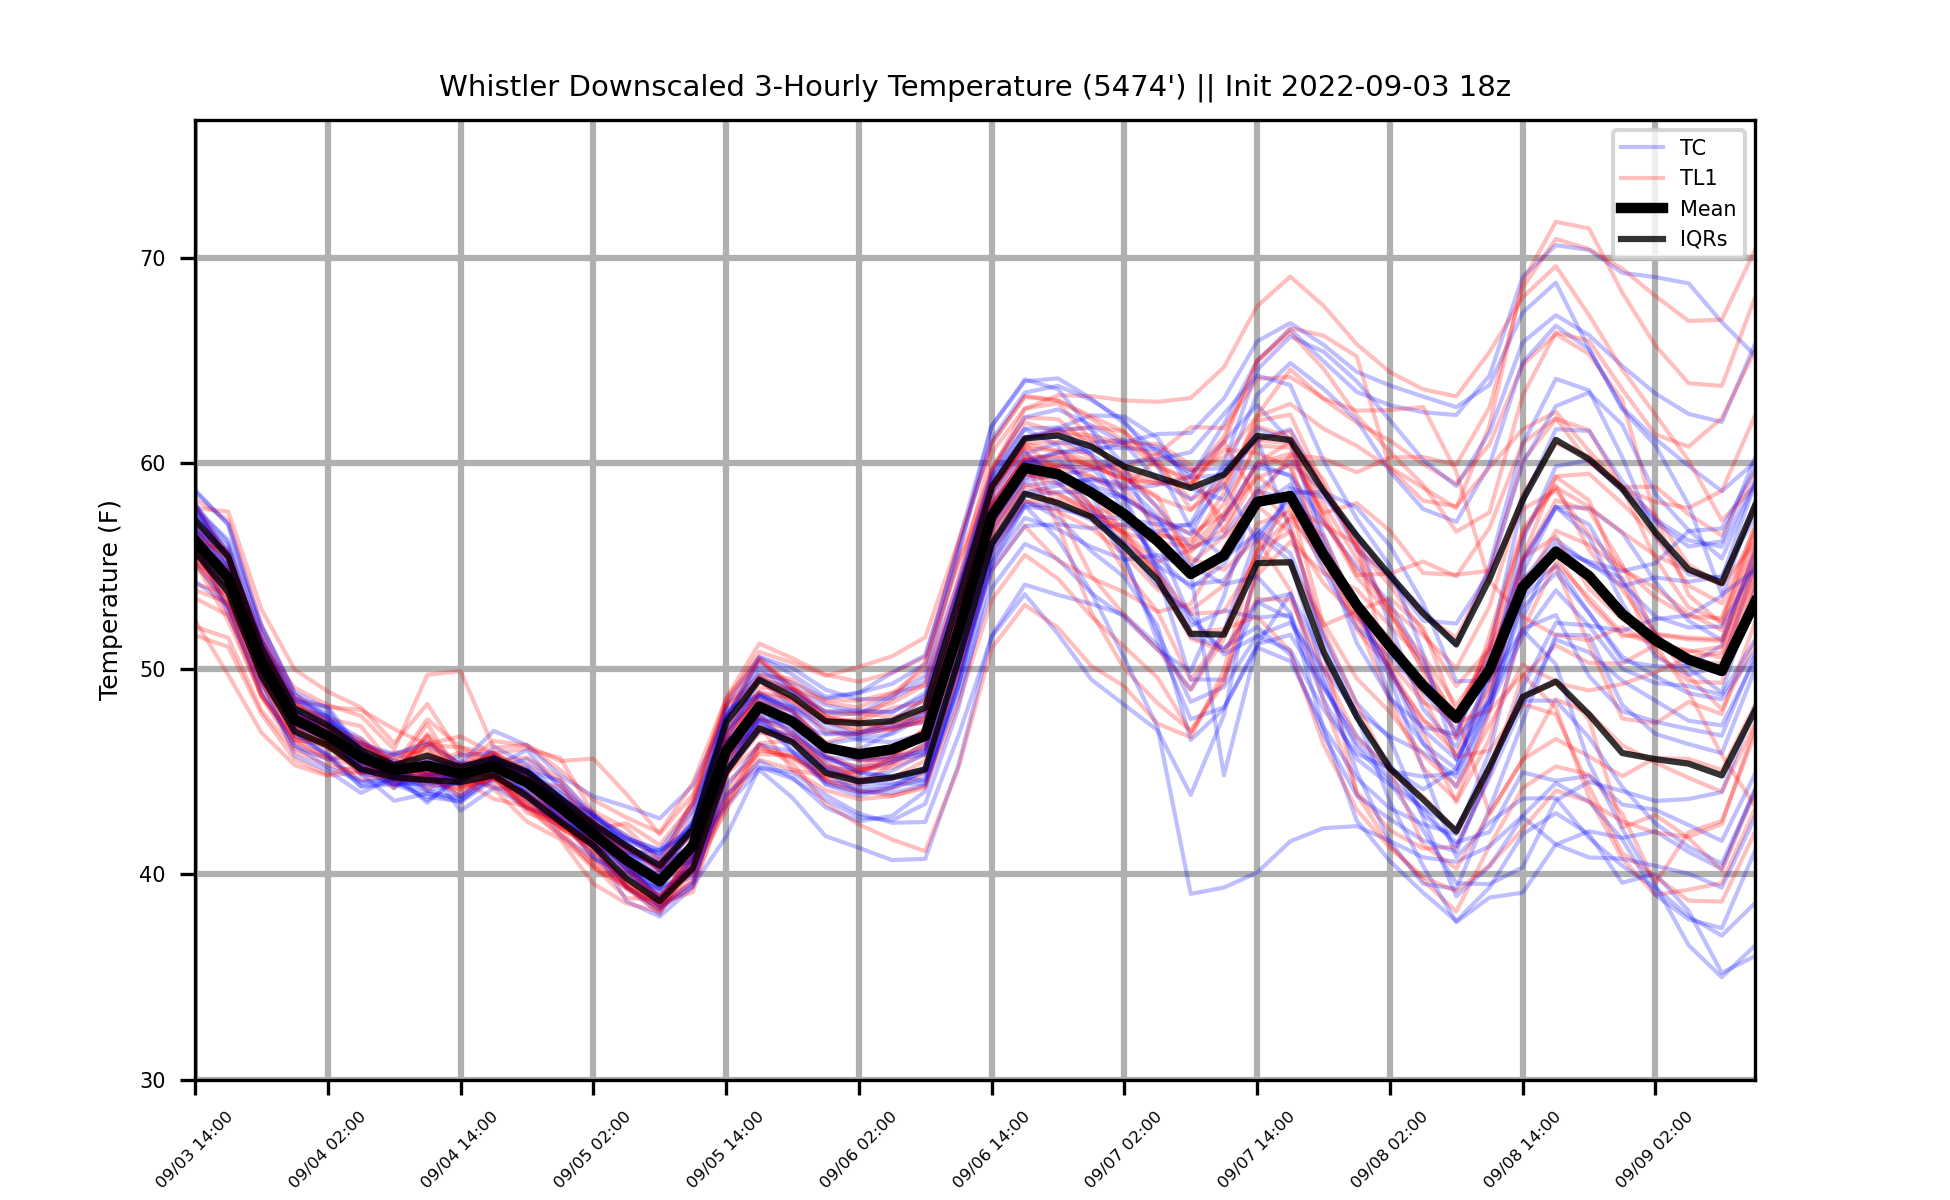 Whistler Downscaled 3-Hourly Temperature (5474') || Init 2022-09-03 18z
TC
TL1
Mean
IQRs
Temperature (F)
70
60
50
40
30
09/03 14:00
09/04 02:00
09/04 14:00
09/05 02:00
09/05 14:00
09/06 02:00
09/06 14:00
09/07 02:00
09/07 14:00
09/08 02:00
09/08 14:00
09/09 02:00